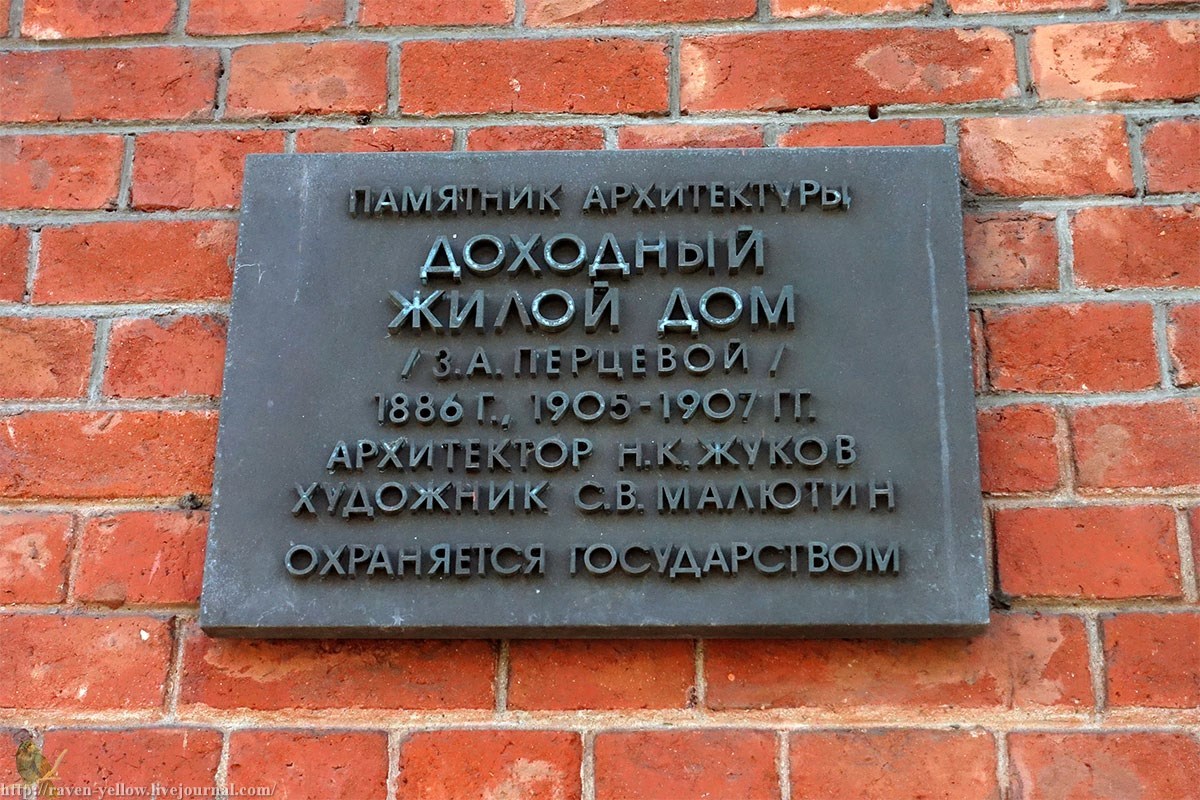 ПАМЯТНИК АРХИТЕКТУРЫ
ДОХОДНЫЙ
ЖИЛОЙ ДОМ
/З.А. ПЕРЦЕВОЙ/
1886 Г., 1905-1907 ГГ.
АРХИТЕКТОР Н.К. ЖУКОВ
ХУДОЖНИК С.В. МАЛЮТИН
ОХРАНЯЕТСЯ ГОСУДАРСТВОМ
http://raven-yellow.livejournal.com/